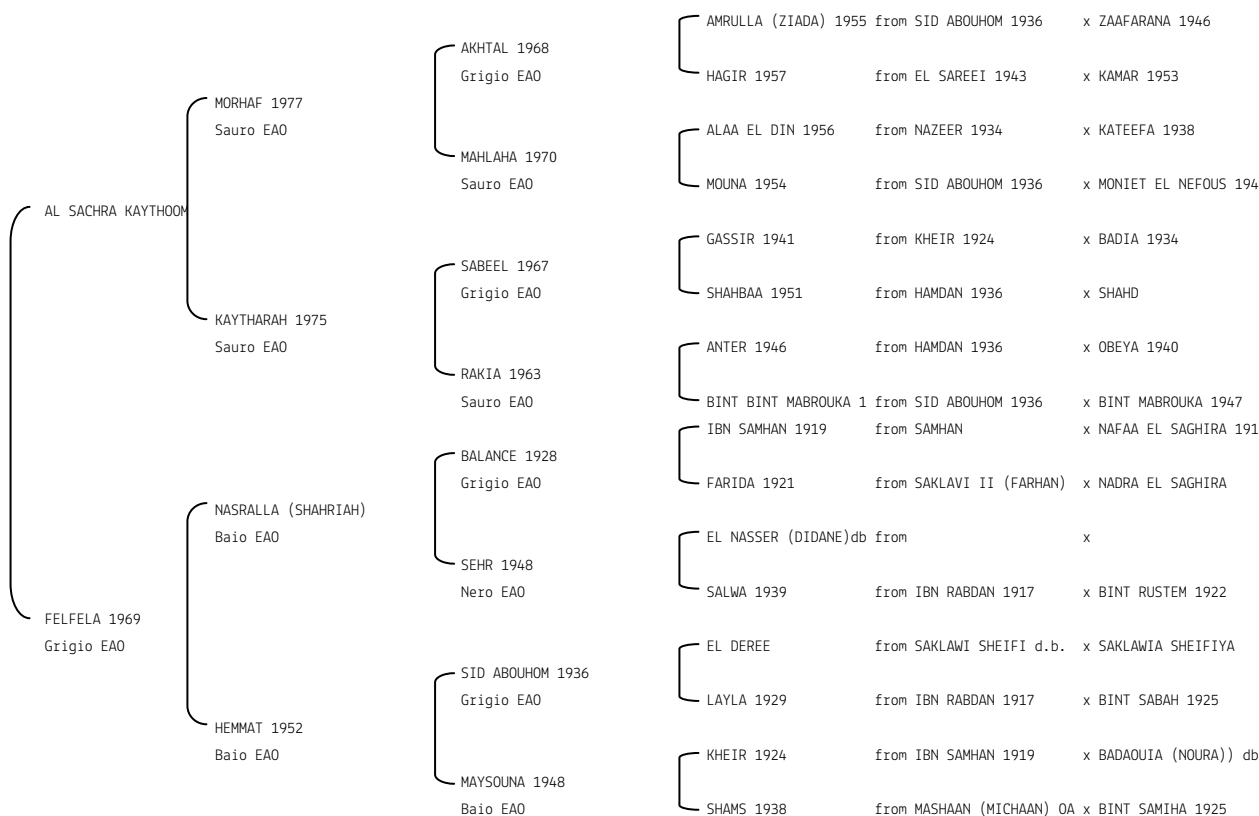 AMRULLA (ZIADA) 1955 from SID ABOUHOM 1936 x ZAAFARANA 1946
AKHTAL 1968
Grigio EAO
HAGIR 1957 from EL SAREEI 1943 x KAMAR 1953
MORHAF 1977
Sauro EAO
ALAA EL DIN 1956 from NAZEER 1934 x KATEEFA 1938
MAHLAHA 1970
Sauro EAO
MOUNA 1954 from SID ABOUHOM 1936 x MONIET EL NEFOUS 194
AL SACHRA KAYTHOOM
GASSIR 1941 from KHEIR 1924 x BADIA 1934
SABEEL 1967
Grigio EAO
SHAHBAA 1951 from HAMDAN 1936 x SHAHD
KAYTHARAH 1975
Sauro EAO
ANTER 1946 from HAMDAN 1936 x OBEYA 1940
RAKIA 1963
Sauro EAO
BINT BINT MABROUKA 1 from SID ABOUHOM 1936 x BINT MABROUKA 1947
IBN SAMHAN 1919 from SAMHAN x NAFAA EL SAGHIRA 191
BALANCE 1928
Grigio EAO
FARIDA 1921 from SAKLAVI II (FARHAN) x NADRA EL SAGHIRA
NASRALLA (SHAHRIAH)
Baio EAO
EL NASSER (DIDANE)db from x
SEHR 1948
Nero EAO
SALWA 1939 from IBN RABDAN 1917 x BINT RUSTEM 1922
FELFELA 1969
Grigio EAO
EL DEREE from SAKLAWI SHEIFI d.b. x SAKLAWIA SHEIFIYA
SID ABOUHOM 1936
Grigio EAO
LAYLA 1929 from IBN RABDAN 1917 x BINT SABAH 1925
HEMMAT 1952
Baio EAO
KHEIR 1924 from IBN SAMHAN 1919 x BADAOUIA (NOURA)) db
MAYSOUNA 1948
Baio EAO
SHAMS 1938 from MASHAAN (MICHAAN) OA x BINT SAMIHA 1925